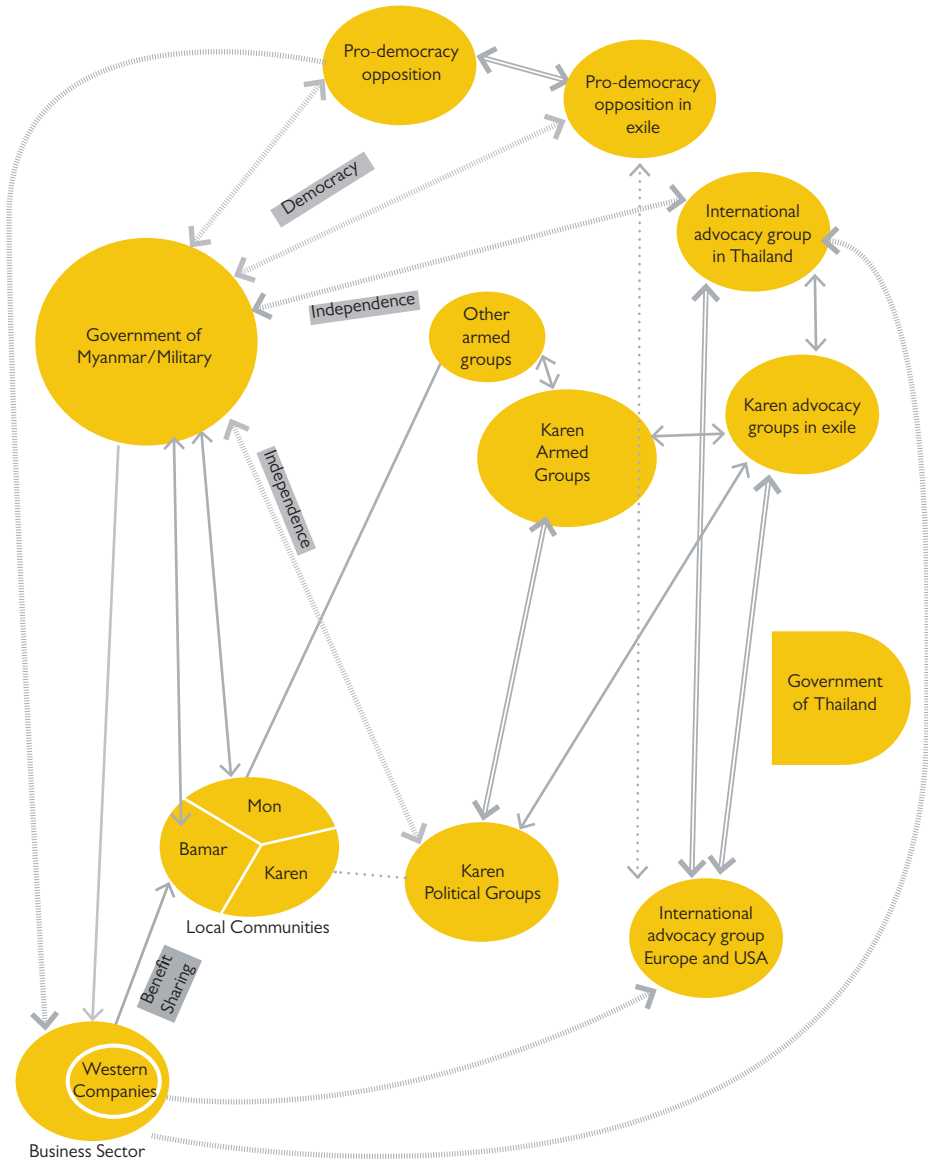 Pro-democracy
opposition
Pro-democracy
opposition in
exile
Democracy
International
advocacy group
in Thailand
Independence
Government of
Myanmar/Military
Other
armed
groups
Karen
Armed
Groups
Karen advocacy
groups in exile
Independence
Government
of Thailand
Mon
Bamar
Karen
Local Communities
Karen
Political Groups
International
advocacy group
Europe and USA
Benefit
Sharing
Western
Companies
Business Sector